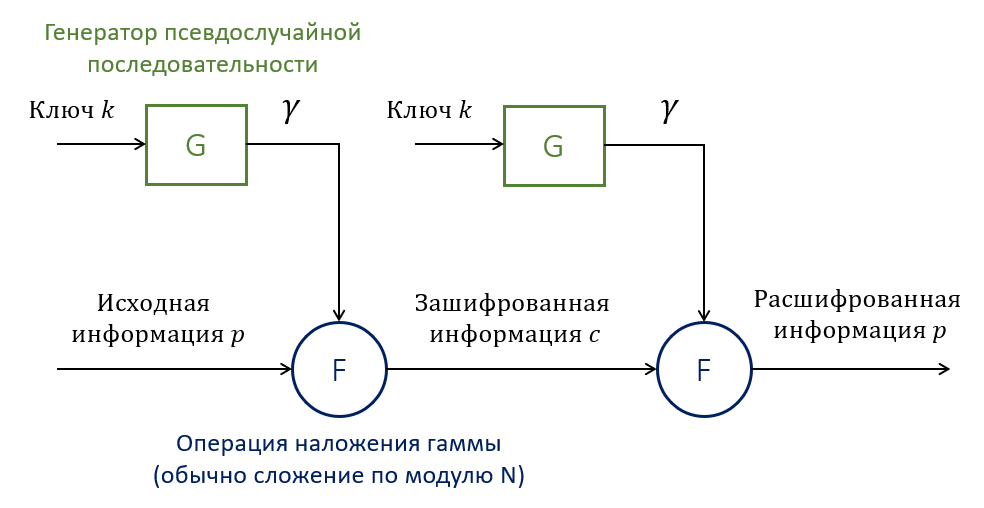 Генератор псевдослучайной
последовательности
Ключ k
γ
Ключ k
γ
G
G
Исходная
информация p
Зашифрованная
информация c
Расшифрованная
информация p
F
F
Операция наложения гаммы
(обычно сложение по модулю N)